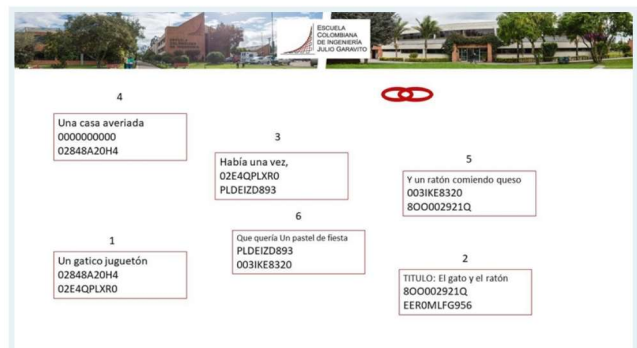 ESCUELA
COLOMBIANA
DE INGENIERÍA
JULIO GARAVITO
4
Una casa averiada
0000000000
02848A20H4
3
Había una vez,
02E4QPLXR0
PLDEIZD893
5
Y un ratón comiendo queso
003IKE8320
8OO002921Q
1
Un gatico juguetón
02848A20H4
02E4QPLXR0
6
Que quería Un pastel de fiesta
PLDEIZD893
003IKE8320
2
TITULO: El gato y el ratón
8OO002921Q
EER0MLFG956